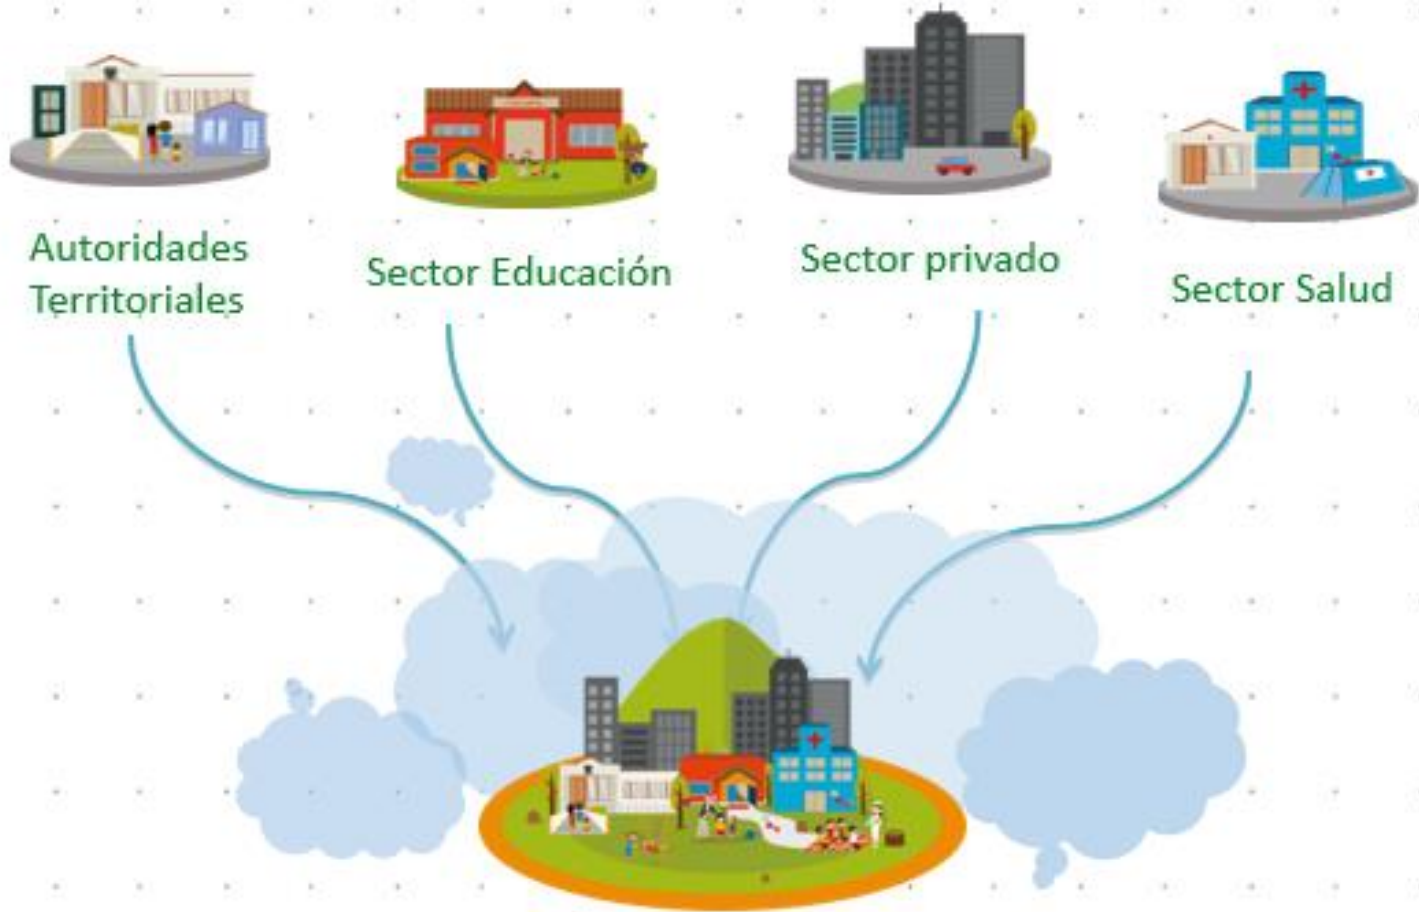 Autoridades
Territoriales
Sector Educación
Sector privado
Sector Salud